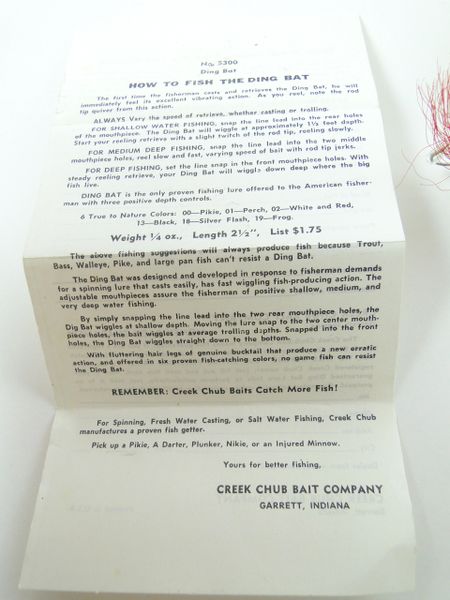 No. 5300
Ding Bat
HOW TO FISH THE DING BAT
The first time the fisherman casts and retrieves the Ding Bat, he will
immediately feel its excellent vibrating action. As you reel, note the rod
tip quiver from this action.
ALWAYS Vary the speed of retrieve, whether casting or trolling.
FOR SHALLOW WATER FISHING, snap the line lead into the rear holes
of the mouthpiece. The Ding Bat will wiggle at approximately 1½ feet depth.
Start your reeling retrieve with a slight twitch of the rod tip, reeling slowly.
FOR MEDIUM DEEP FISHING, snap the line lead into the two middle
mouthpiece holes, reel slow and fast, varying speed of bait with rod tip jerks.
FOR DEEP FISHING, set the line snap in the front mouthpiece holes. With
steady reeling retrieve, your Ding Bat will wiggle down deep where the big
fish live.
DING BAT is the only proven fishing lure offered to the American fisher-
man with three positive depth controls.
6 True to Nature Colors: 00—Pikie, 01—Perch, 02—White and Red,
13—Black, 18—Silver Flash, 19—Frog.
Weight ¼ oz., Length 2½", List $1.75
The above fishing suggestions will always produce fish because Trout,
Bass, Walleye, Pike, and large pan fish can't resist a Ding Bat.
The Ding Bat was designed and developed in response to fisherman demands
for a spinning lure that casts easily, has fast wiggling fish-producing action. The
adjustable mouthpieces assure the fisherman of positive shallow, medium, and
very deep water fishing.
By simply snapping the line lead into the two rear mouthpiece holes, the
Dig Bat wiggles at shallow depth. Moving the lure snap to the two center mouth-
piece holes, the bait wiggles at average trolling depths. Snapped into the front
holes, the Ding Bat wiggles straight down to the bottom.
With fluttering hair legs of genuine bucktail that produce a new erratic
action, and offered in six proven fish-catching colors, no game fish can resist
the Ding Bat.
REMEMBER: Creek Chub Baits Catch More Fish!
For Spinning, Fresh Water Casting, or Salt Water Fishing, Creek Chub
manufactures a proven fish getter.
Pick up a Pikie, A Darter, Plunker, Nikie, or an Injured Minnow.
Yours for better fishing,
CREEK CHUB BAIT COMPANY
GARRETT, INDIANA